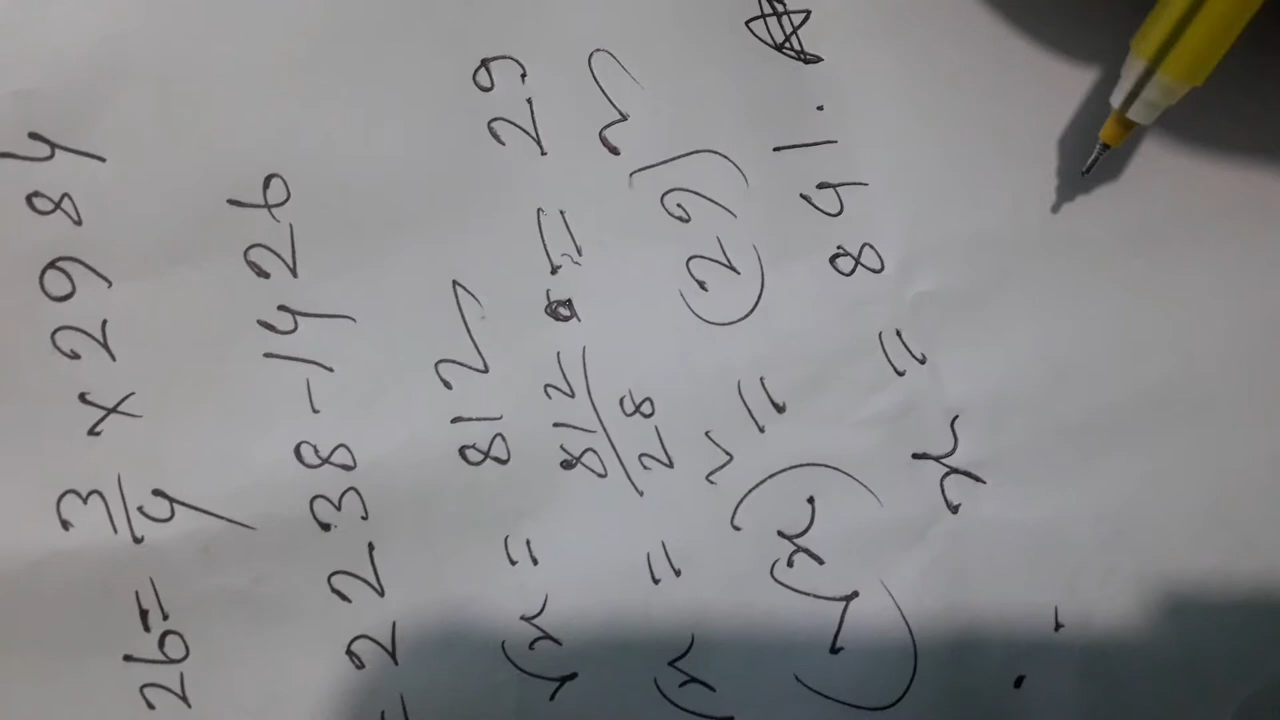 26 = 3/4 × 2984
= 2238 - 1426
√x = 812
√x = 812/28 = 29
(√x)² = (29)²
x = 841.